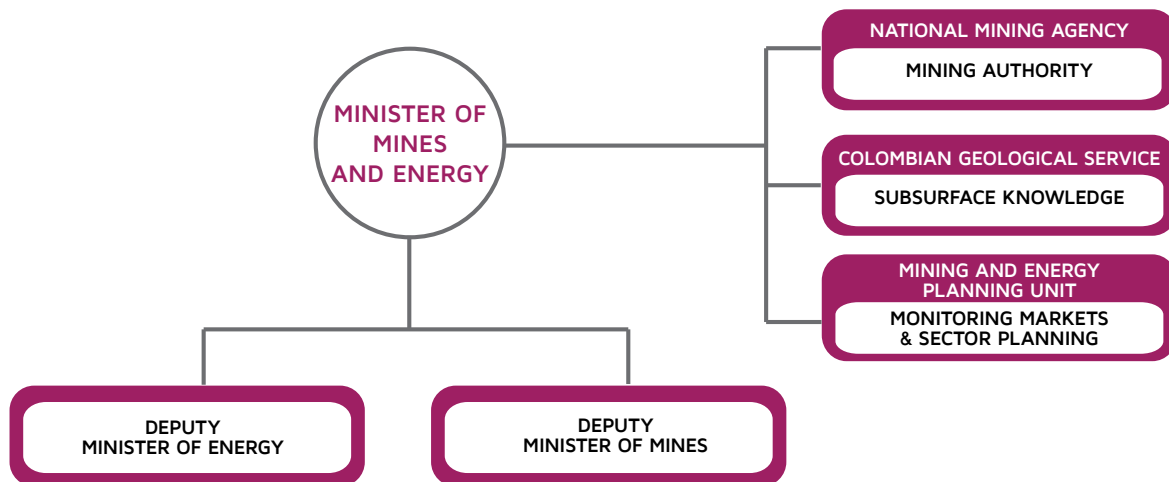 MINISTER OF
MINES
AND ENERGY
NATIONAL MINING AGENCY
MINING AUTHORITY
COLOMBIAN GEOLOGICAL SERVICE
SUBSURFACE KNOWLEDGE
MINING AND ENERGY
PLANNING UNIT
MONITORING MARKETS
& SECTOR PLANNING
DEPUTY
MINISTER OF ENERGY
DEPUTY
MINISTER OF MINES